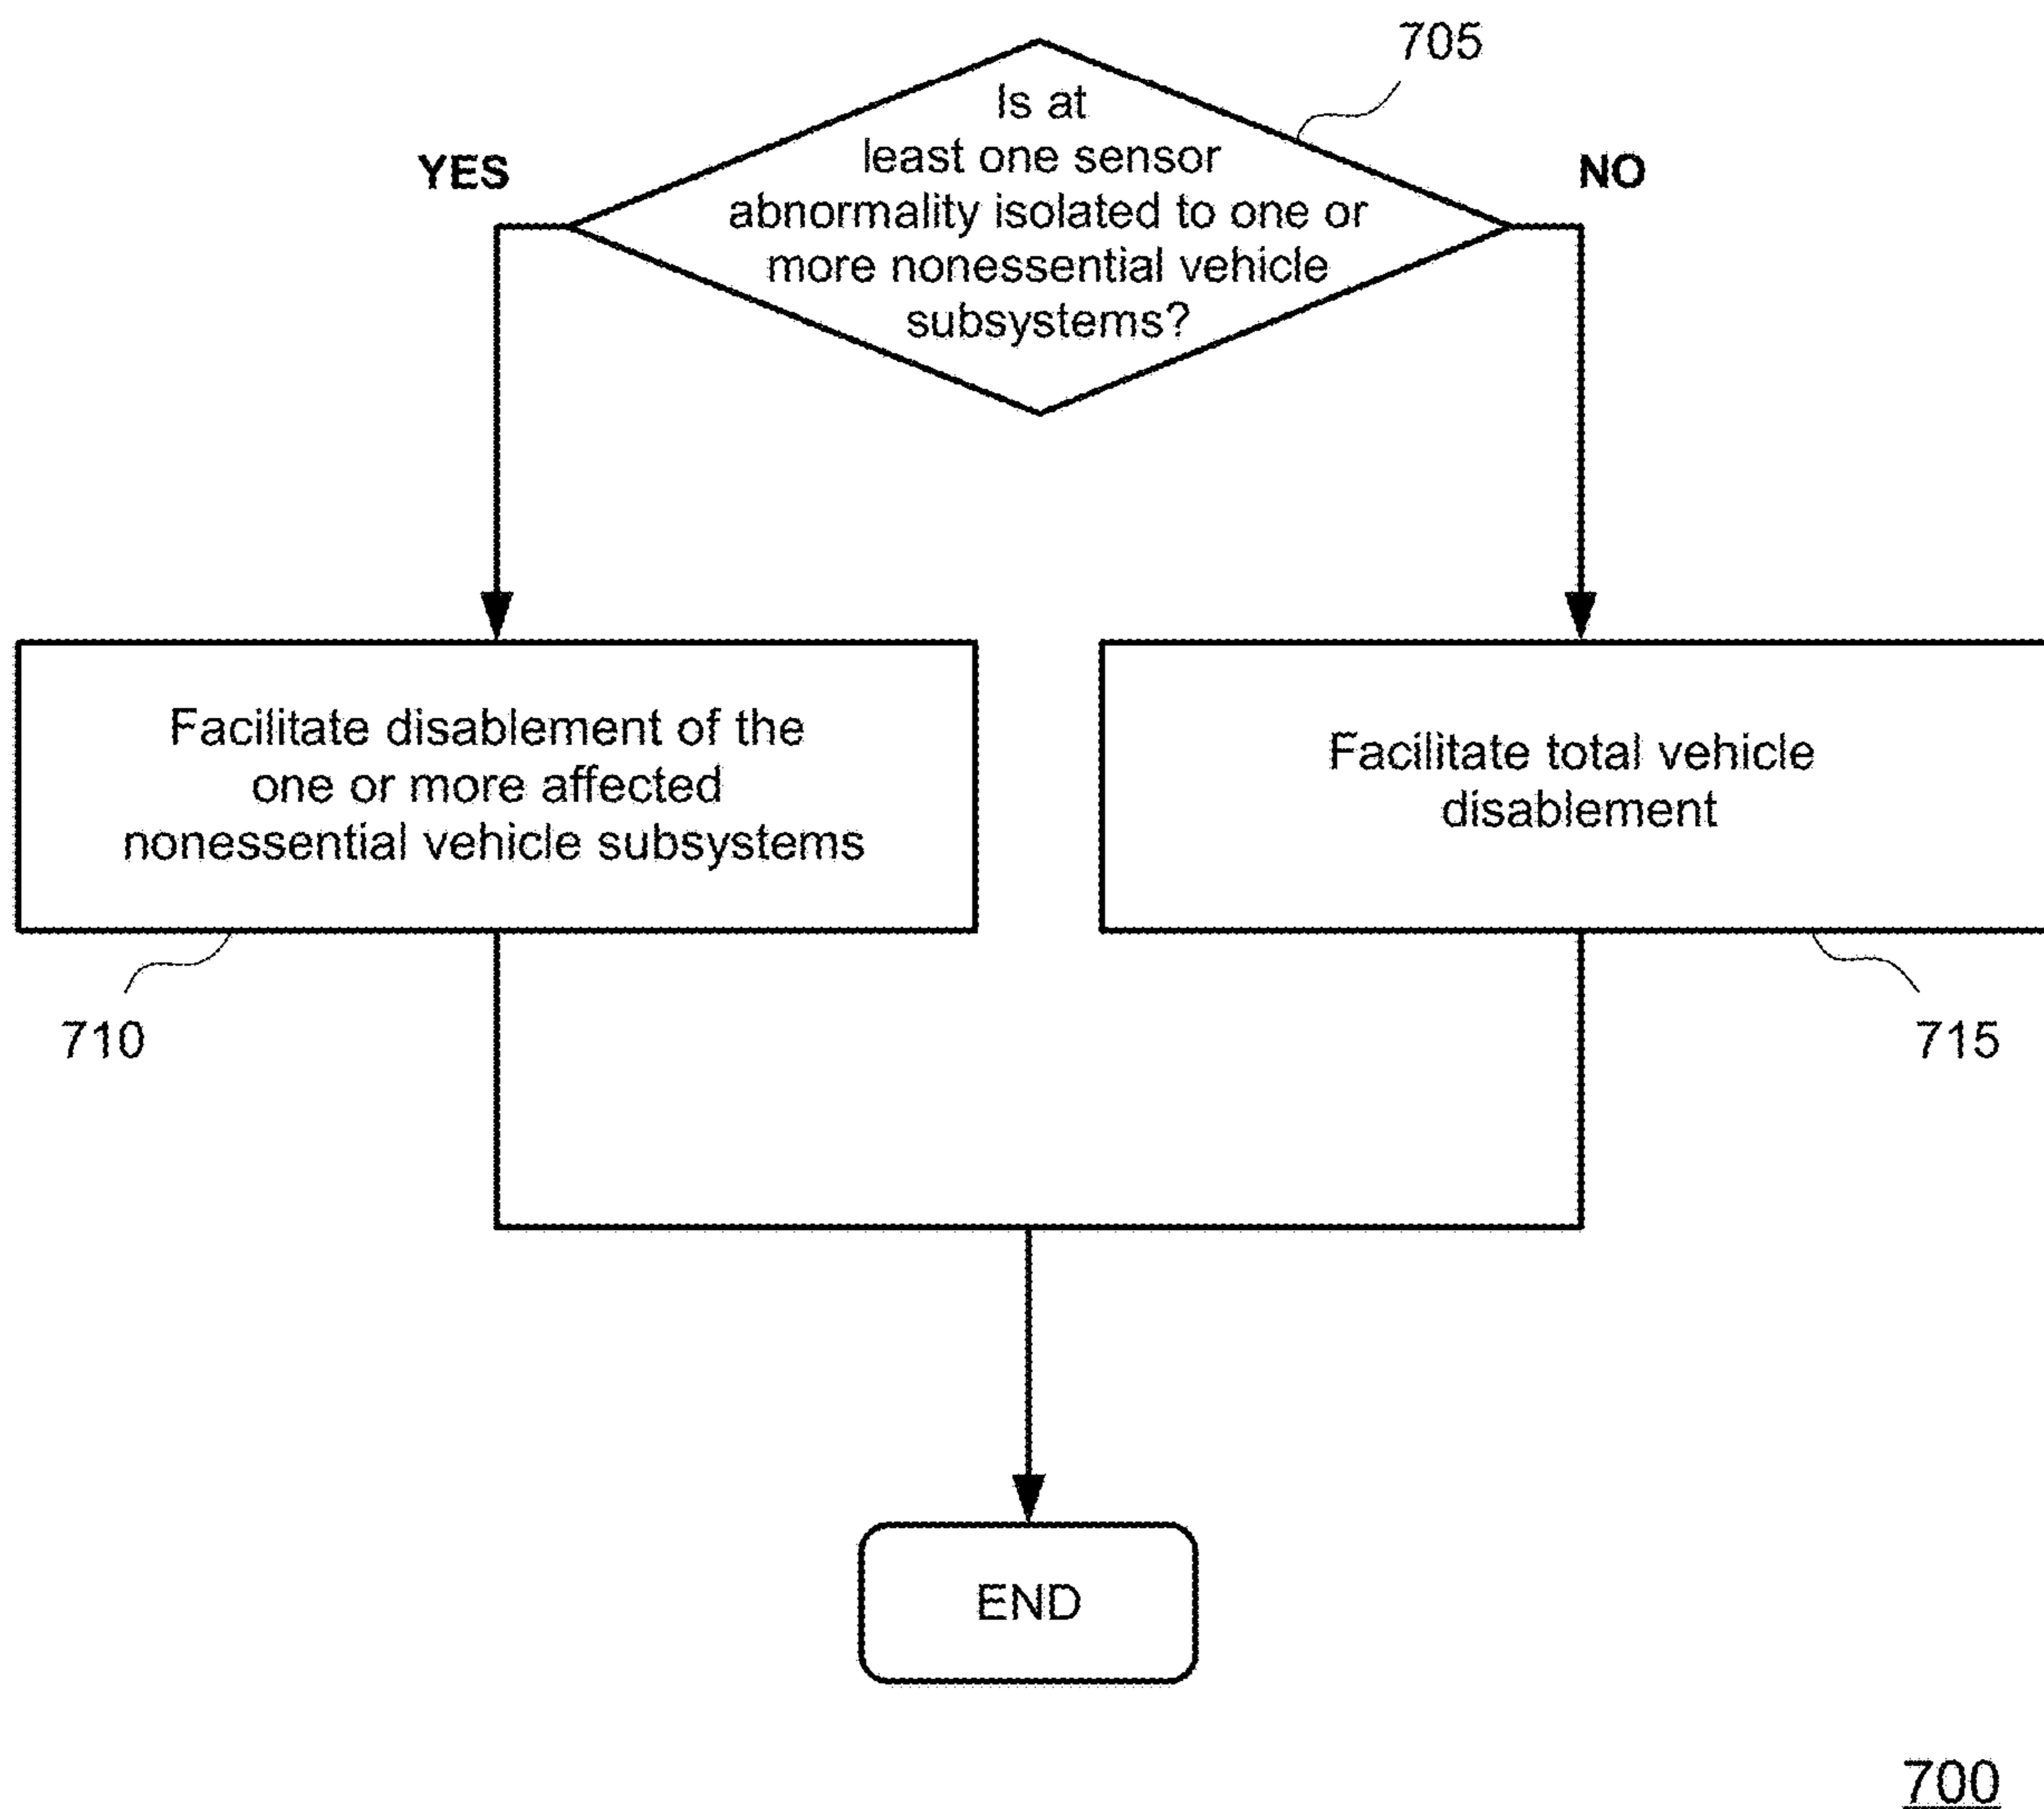 705
Is at
least one sensor
abnormality isolated to one or
more nonessential vehicle
subsystems?
YES
NO
Facilitate disablement of the
one or more affected
nonessential vehicle subsystems
Facilitate total vehicle
disablement
710
715
END
700